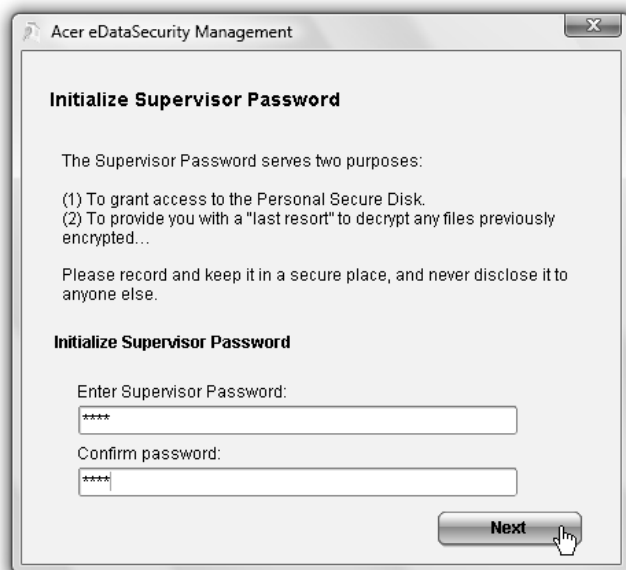 Acer eDataSecurity Management
X
Initialize Supervisor Password
The Supervisor Password serves two purposes:
(1) To grant access to the Personal Secure Disk.
(2) To provide you with a "last resort" to decrypt any files previously
encrypted...
Please record and keep it in a secure place, and never disclose it to
anyone else.
Initialize Supervisor Password
Enter Supervisor Password:
****
Confirm password:
****
Next